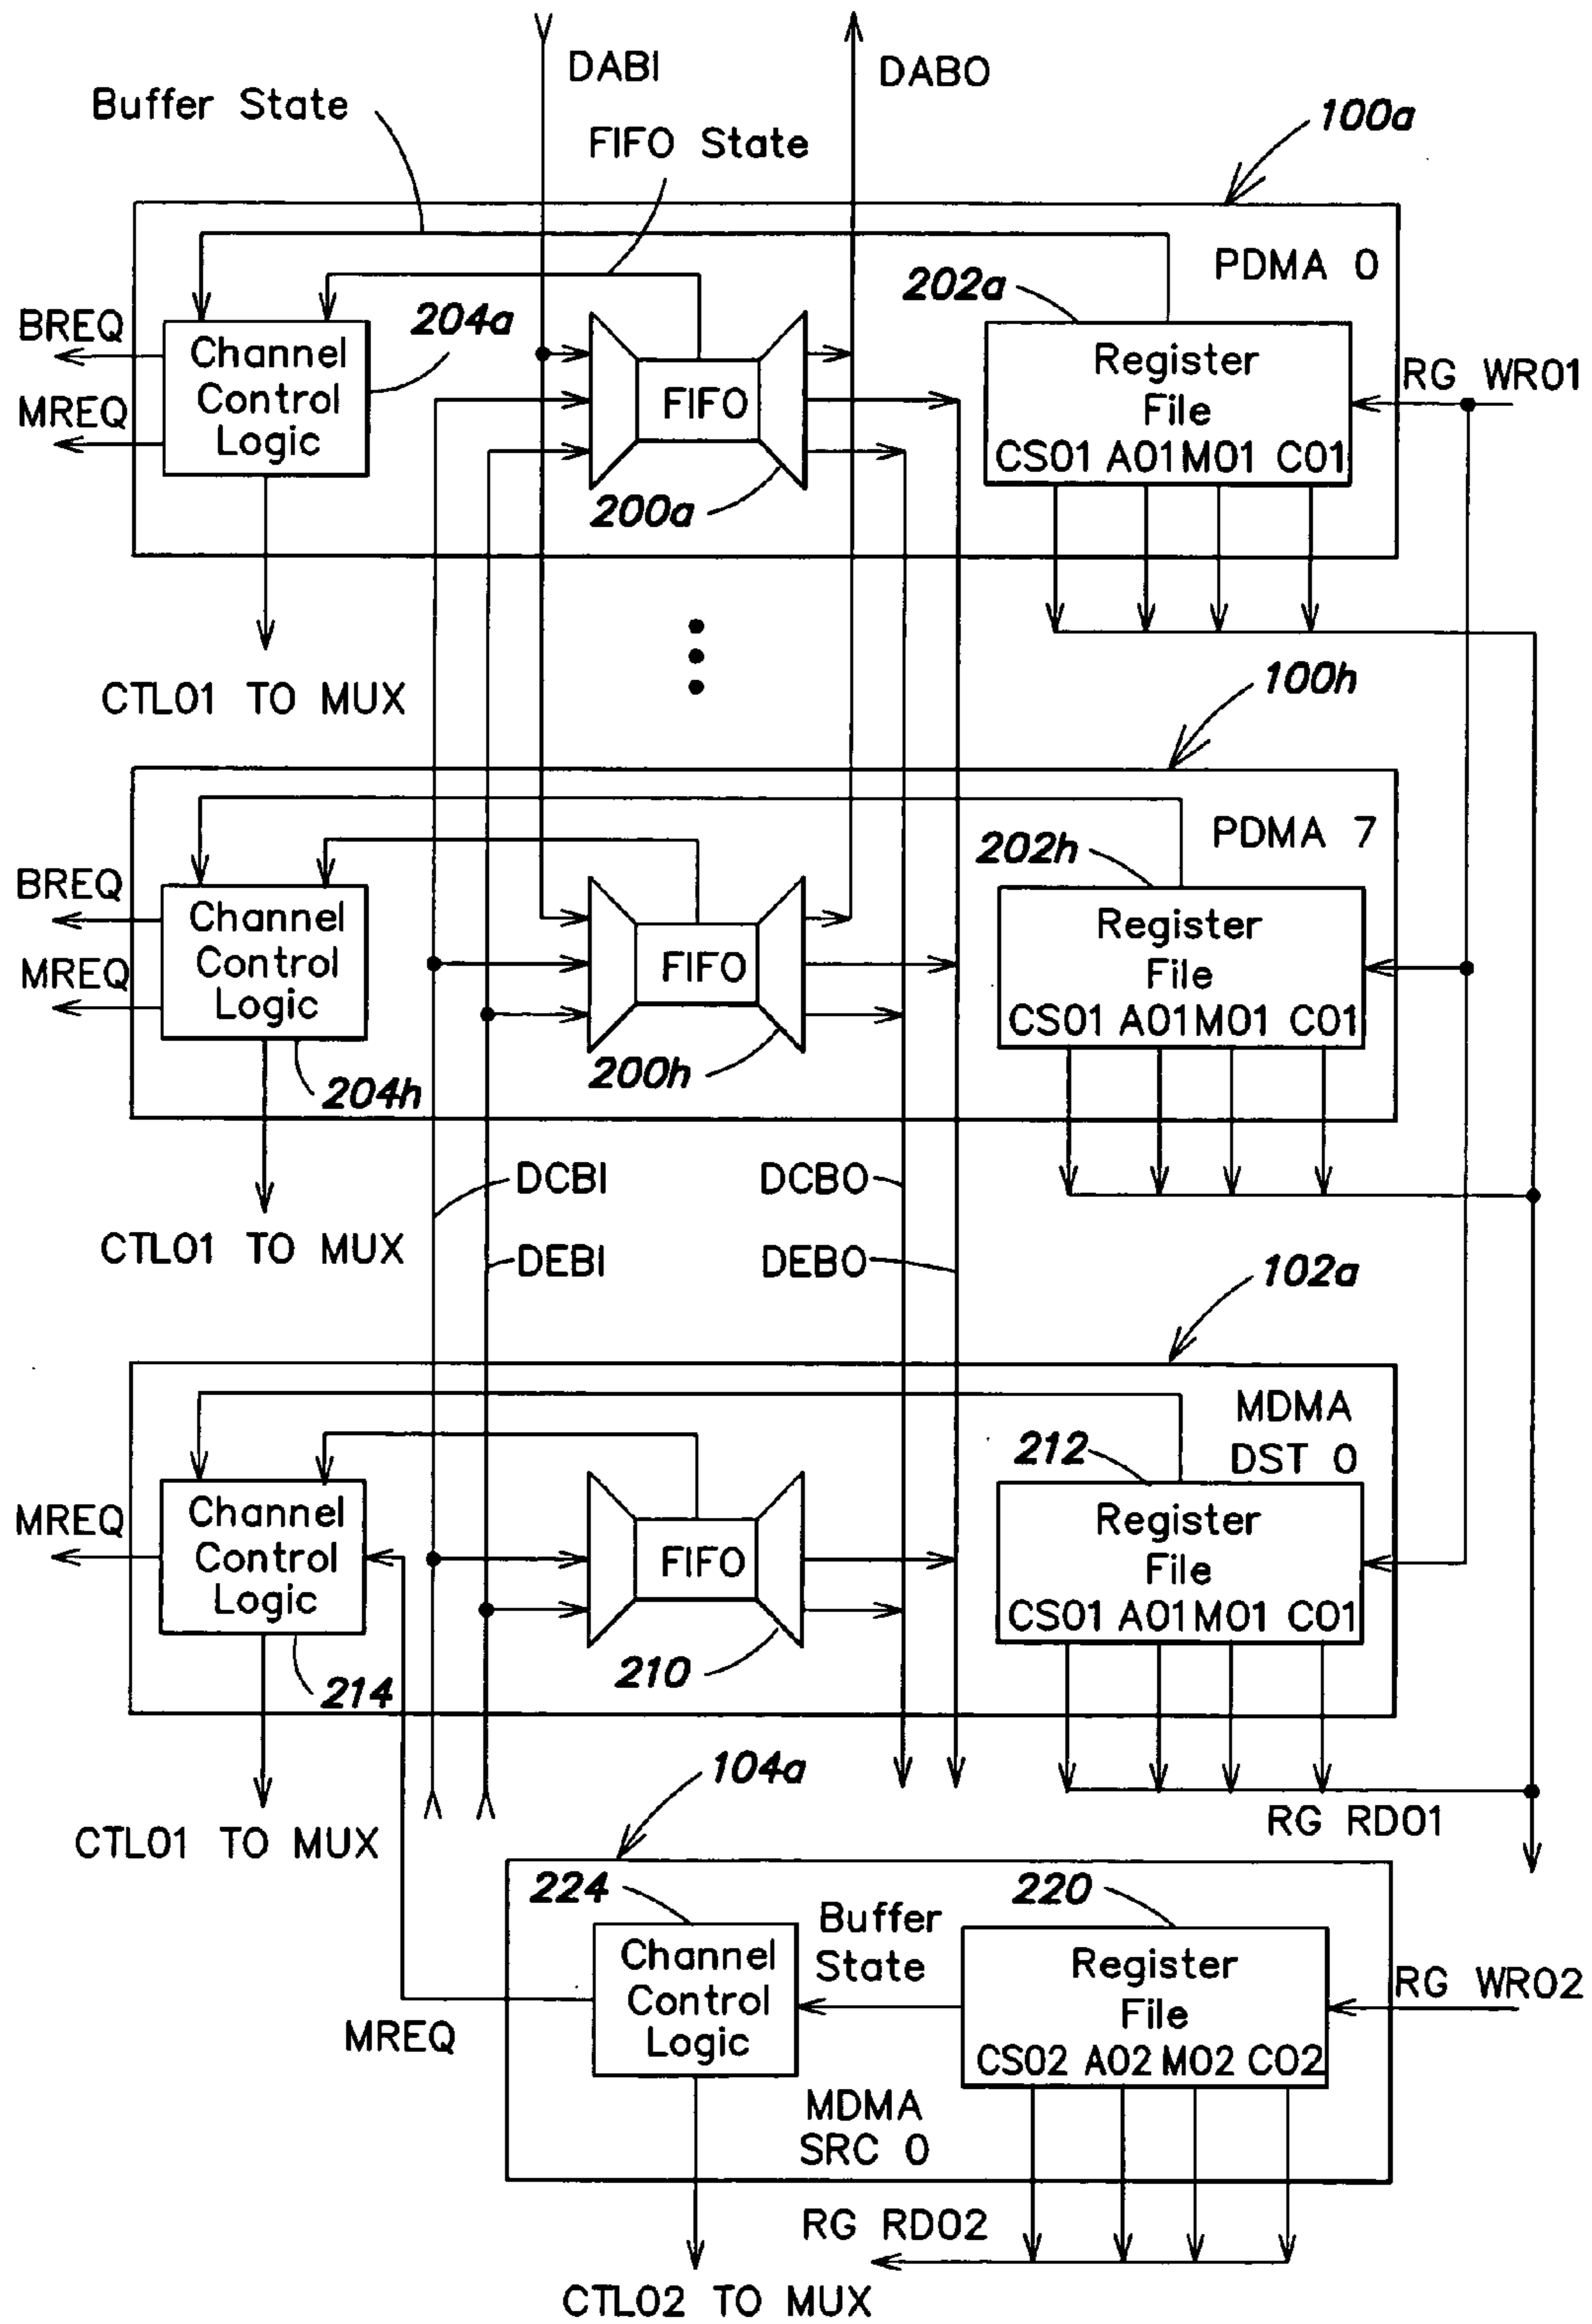 DABI
DABO
Buffer State
FIFO State
100a
PDMA 0
202a
204a
BREQ
MREQ
Channel
Control
Logic
FIFO
200a
Register
File
CS01 A01 M01 C01
RG WR01
CTL01 TO MUX
100h
PDMA 7
202h
BREQ
MREQ
Channel
Control
Logic
204h
FIFO
200h
Register
File
CS01 A01 M01 C01
DCBI
DCBO
CTL01 TO MUX
DEBI
DEBO
102a
MDMA
DST 0
212
MREQ
Channel
Control
Logic
214
FIFO
210
Register
File
CS01 A01 M01 C01
104a
RG RD01
CTL01 TO MUX
224
220
Buffer
State
Channel
Control
Logic
Register
File
CS02 A02 M02 C02
RG WR02
MREQ
MDMA
SRC 0
RG RD02
CTL02 TO MUX